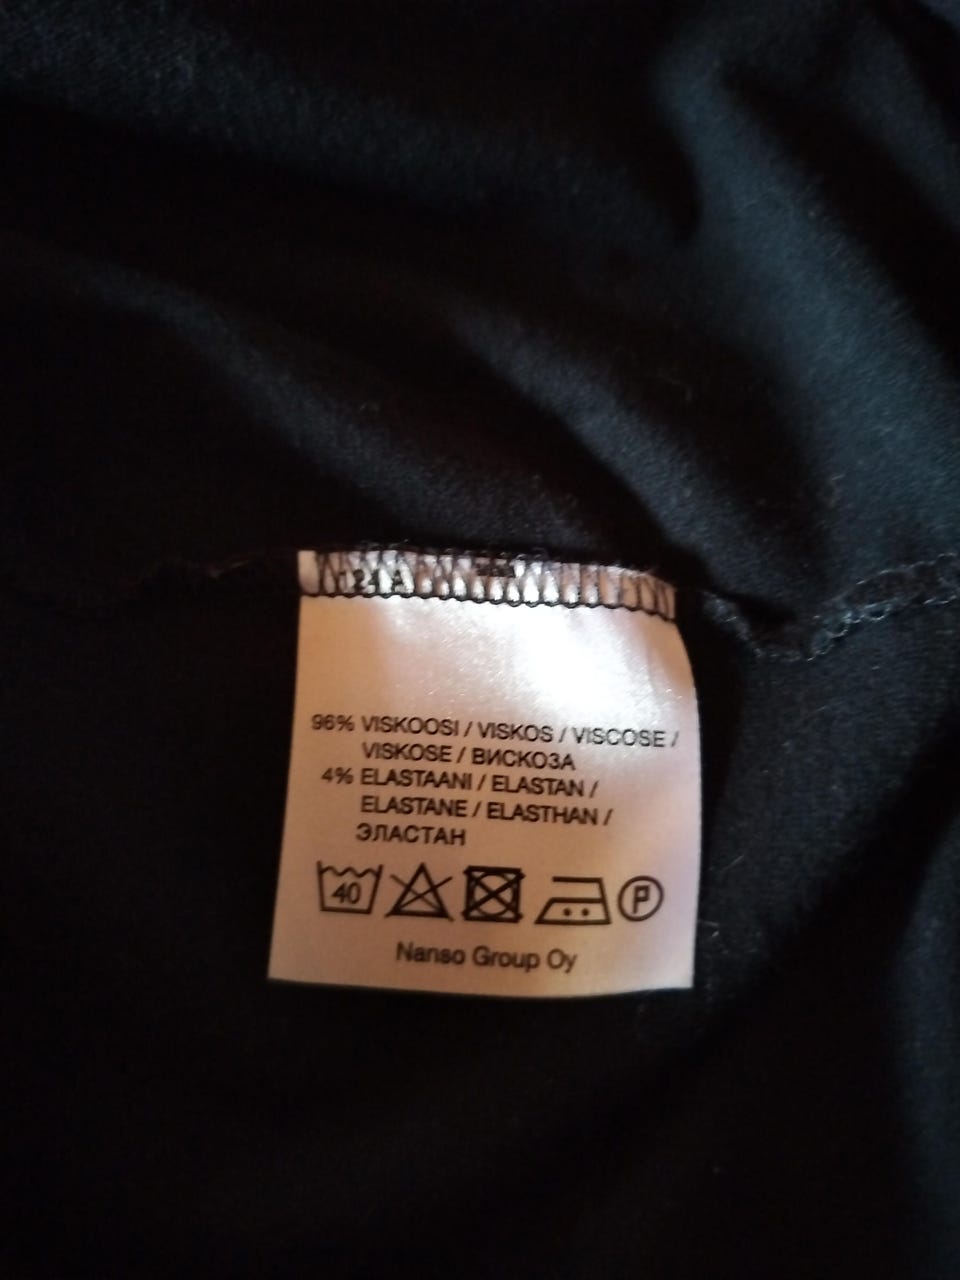 96% VISKOOSI / VISKOS / VISCOSE /
VISKOSE / ВИСКОЗА
4% ELASTAANI / ELASTAN /
ELASTANE / ELASTHAN /
ЭЛАСТАН
40 P
Nanso Group Oy